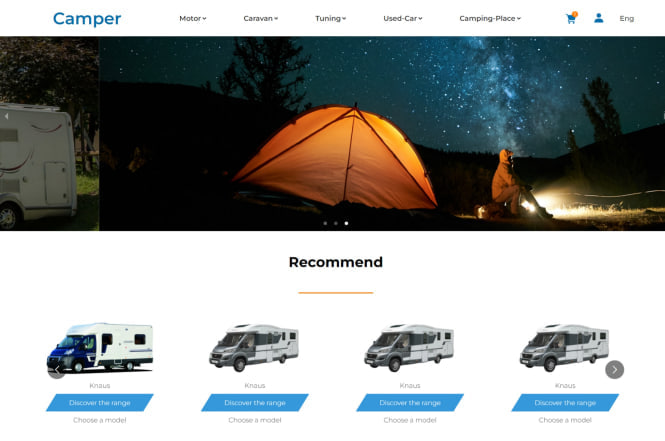 Camper Motor Caravan Tuning Used-Car Camping-Place Eng
Recommend
Knaus Knaus Knaus Knaus
Discover the range Discover the range Discover the range Discover the range
Choose a model Choose a model Choose a model Choose a model